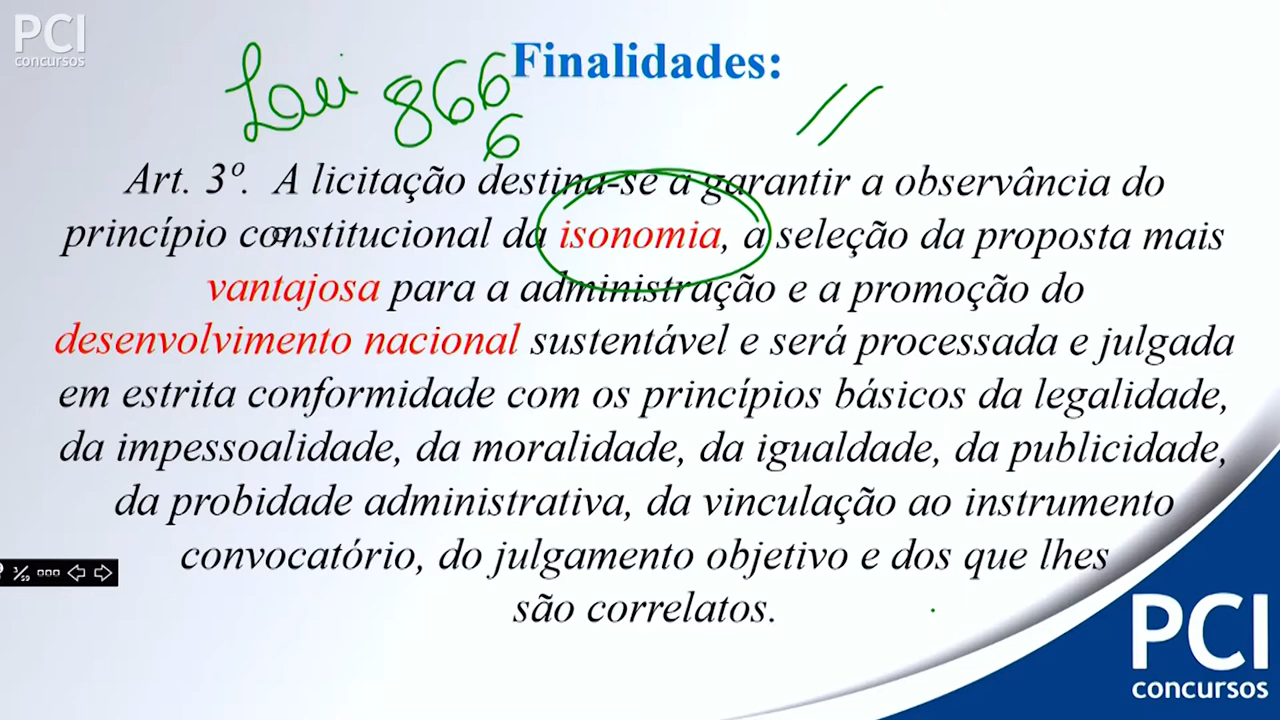 PCI
concursos
Finalidades:
Lei 866
6
Art. 3º. A licitação destina-se a garantir a observância do
princípio constitucional da isonomia, a seleção da proposta mais
vantajosa para a administração e a promoção do
desenvolvimento nacional sustentável e será processada e julgada
em estrita conformidade com os princípios básicos da legalidade,
da impessoalidade, da moralidade, da igualdade, da publicidade,
da probidade administrativa, da vinculação ao instrumento
convocatório, do julgamento objetivo e dos que lhes
são correlatos.
PCI
concursos